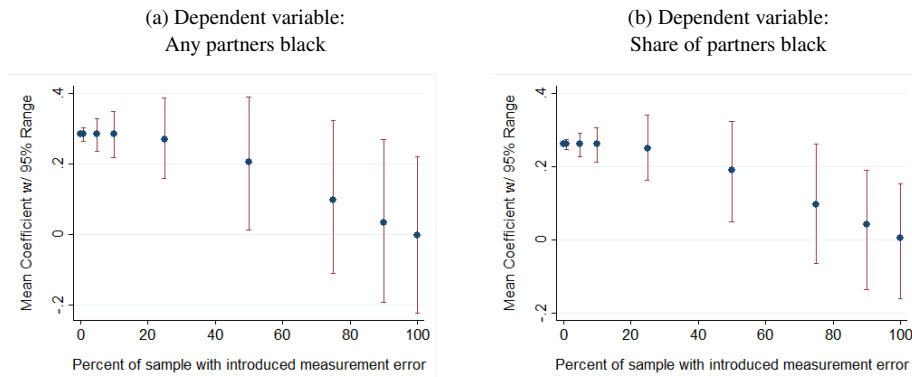 (a) Dependent variable:
Any partners black
Mean Coefficient w/ 95% Range
.4
.2
0
-.2
0 20 40 60 80 100
Percent of sample with introduced measurement error
(b) Dependent variable:
Share of partners black
Mean Coefficient w/ 95% Range
.4
.2
0
-.2
0 20 40 60 80 100
Percent of sample with introduced measurement error